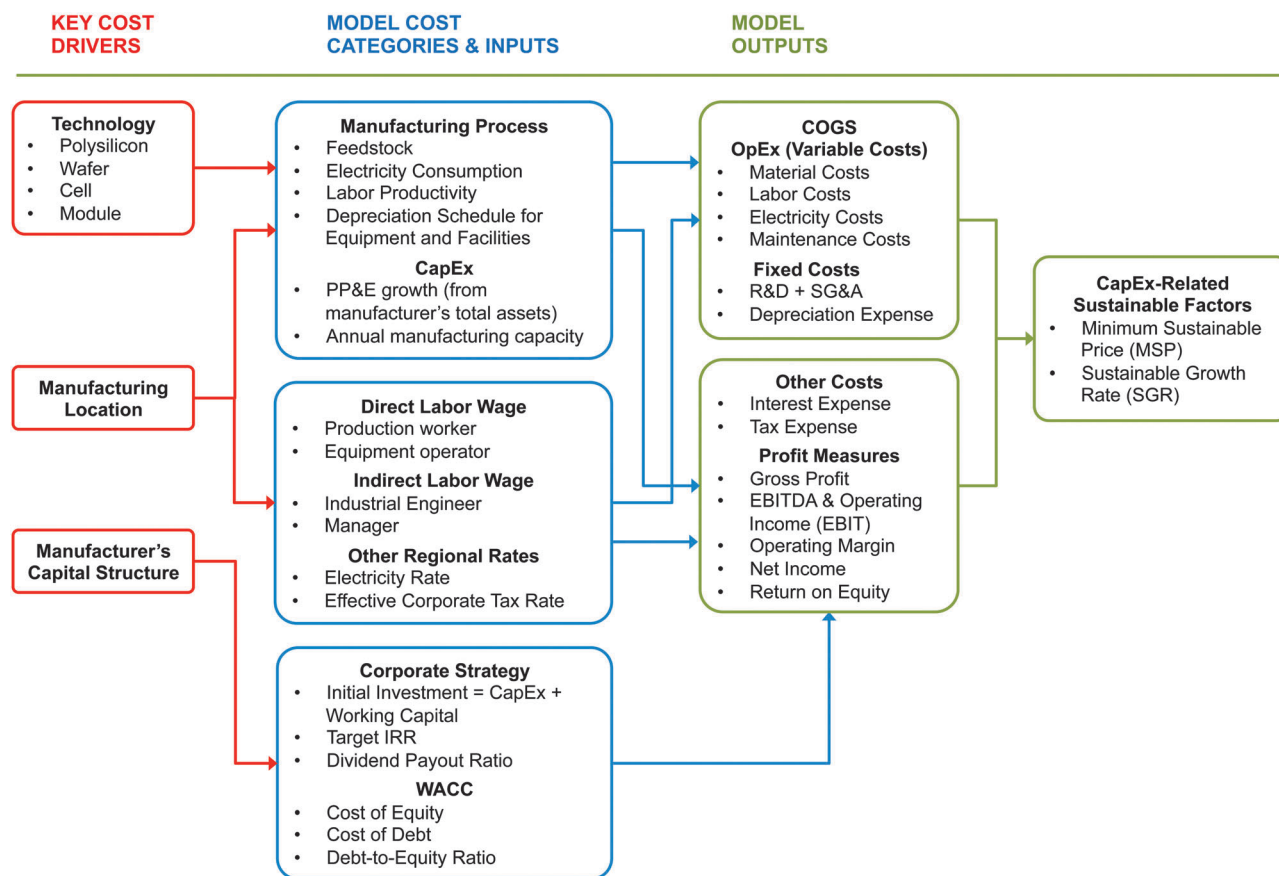 KEY COST
DRIVERS
MODEL COST
CATEGORIES & INPUTS
MODEL
OUTPUTS
Technology
• Polysilicon
• Wafer
• Cell
• Module
Manufacturing
Location
Manufacturer’s
Capital Structure
Manufacturing Process
• Feedstock
• Electricity Consumption
• Labor Productivity
• Depreciation Schedule for
Equipment and Facilities
CapEx
• PP&E growth (from
manufacturer’s total assets)
• Annual manufacturing capacity
Direct Labor Wage
• Production worker
• Equipment operator
Indirect Labor Wage
• Industrial Engineer
• Manager
Other Regional Rates
• Electricity Rate
• Effective Corporate Tax Rate
Corporate Strategy
• Initial Investment = CapEx +
Working Capital
• Target IRR
• Dividend Payout Ratio
WACC
• Cost of Equity
• Cost of Debt
• Debt-to-Equity Ratio
COGS
OpEx (Variable Costs)
• Material Costs
• Labor Costs
• Electricity Costs
• Maintenance Costs
Fixed Costs
• R&D + SG&A
• Depreciation Expense
Other Costs
• Interest Expense
• Tax Expense
Profit Measures
• Gross Profit
• EBITDA & Operating
Income (EBIT)
• Operating Margin
• Net Income
• Return on Equity
CapEx-Related
Sustainable Factors
• Minimum Sustainable
Price (MSP)
• Sustainable Growth
Rate (SGR)